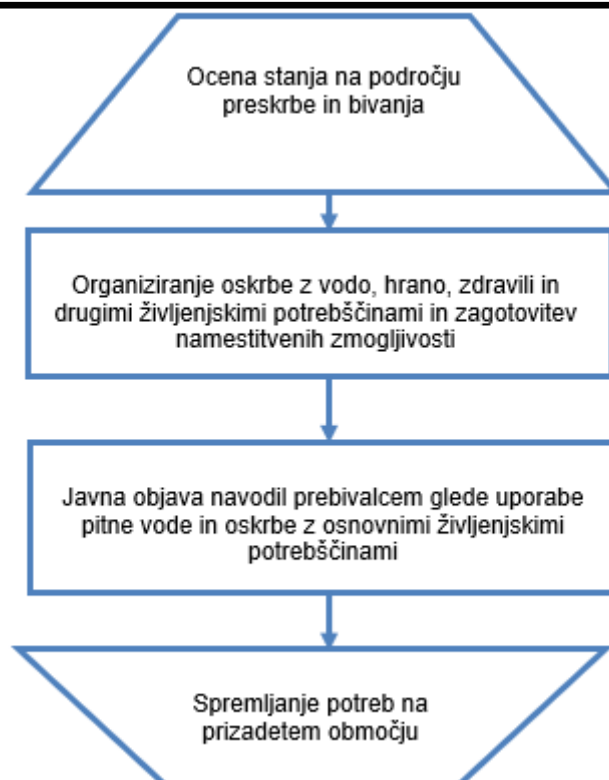 Ocena stanja na področju
preskrbe in bivanja
Organiziranje oskrbe z vodo, hrano, zdravili in
drugimi življenjskimi potrebščinami in zagotovitev
namestitvenih zmogljivosti
Javna objava navodil prebivalcem glede uporabe
pitne vode in oskrbe z osnovnimi življenjskimi
potrebščinami
Spremljanje potreb na
prizadetem območju